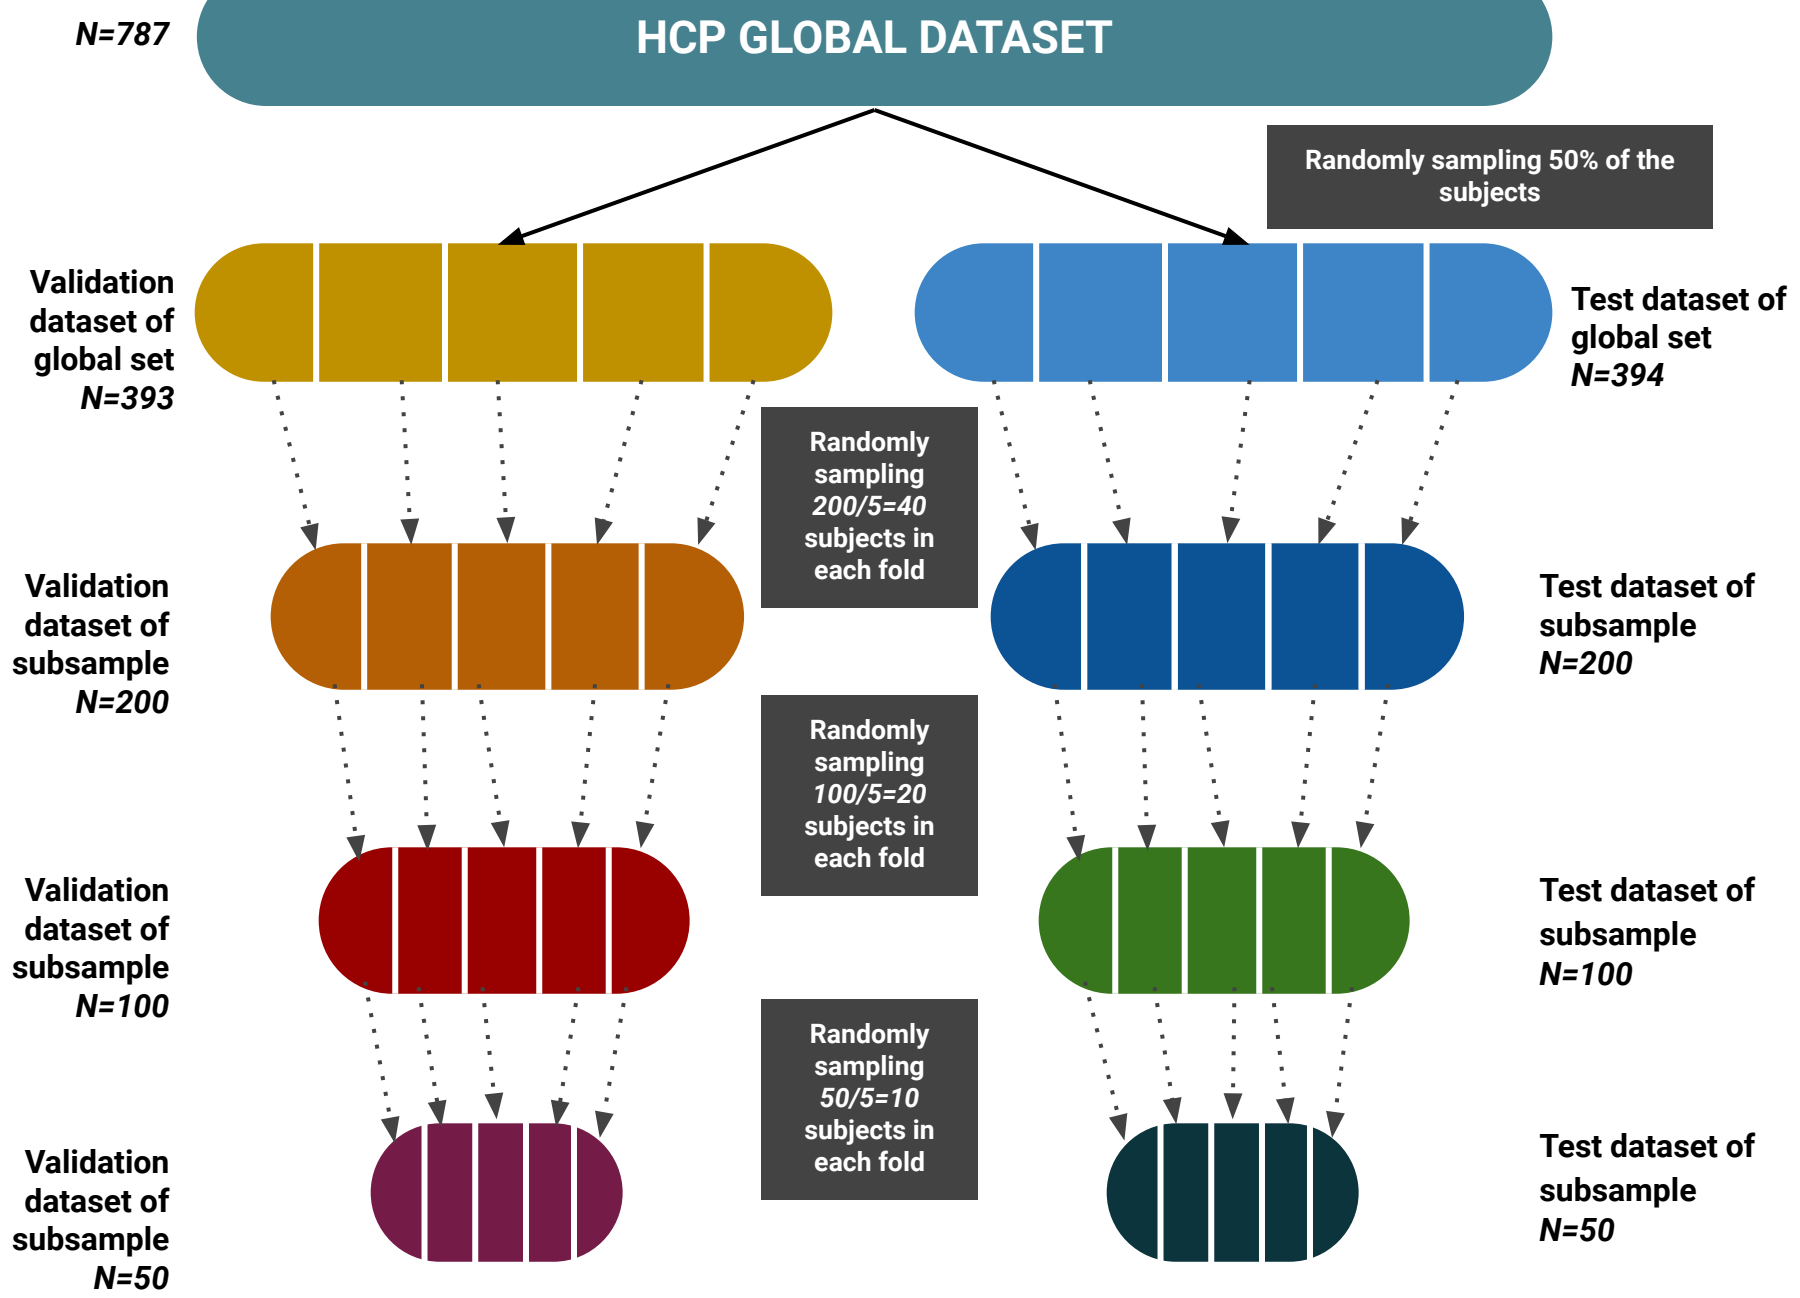 N=787
HCP GLOBAL DATASET
Randomly sampling 50% of the
subjects
Validation
dataset of
global set
N=393
Test dataset of
global set
N=394
Randomly
sampling
200/5=40
subjects in
each fold
Validation
dataset of
subsample
N=200
Test dataset of
subsample
N=200
Randomly
sampling
100/5=20
subjects in
each fold
Validation
dataset of
subsample
N=100
Test dataset of
subsample
N=100
Randomly
sampling
50/5=10
subjects in
each fold
Validation
dataset of
subsample
N=50
Test dataset of
subsample
N=50